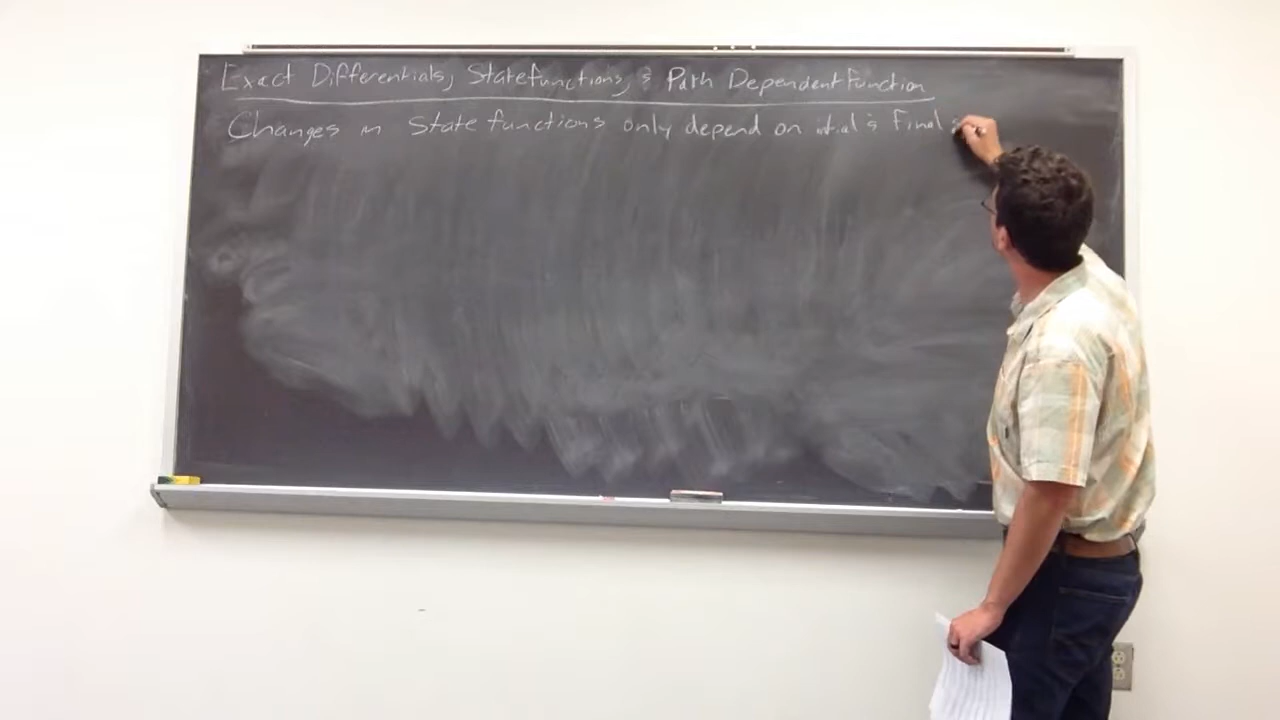 Exact Differentials, State functions, & Path Dependent Function
Changes in State functions only depend on initial & final s